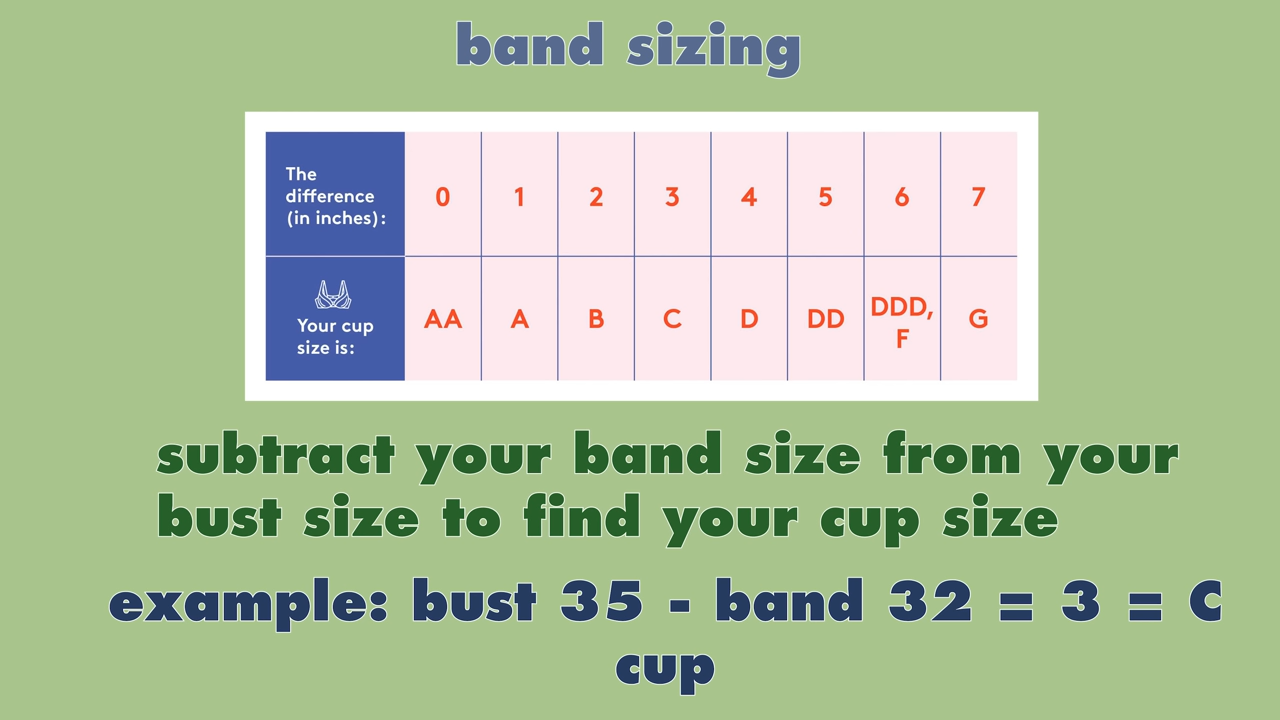 band sizing
The
difference
(in inches):
0 1 2 3 4 5 6 7
Your cup
size is:
AA A B C D DD DDD,
F G
subtract your band size from your
bust size to find your cup size
example: bust 35 - band 32 = 3 = C
cup